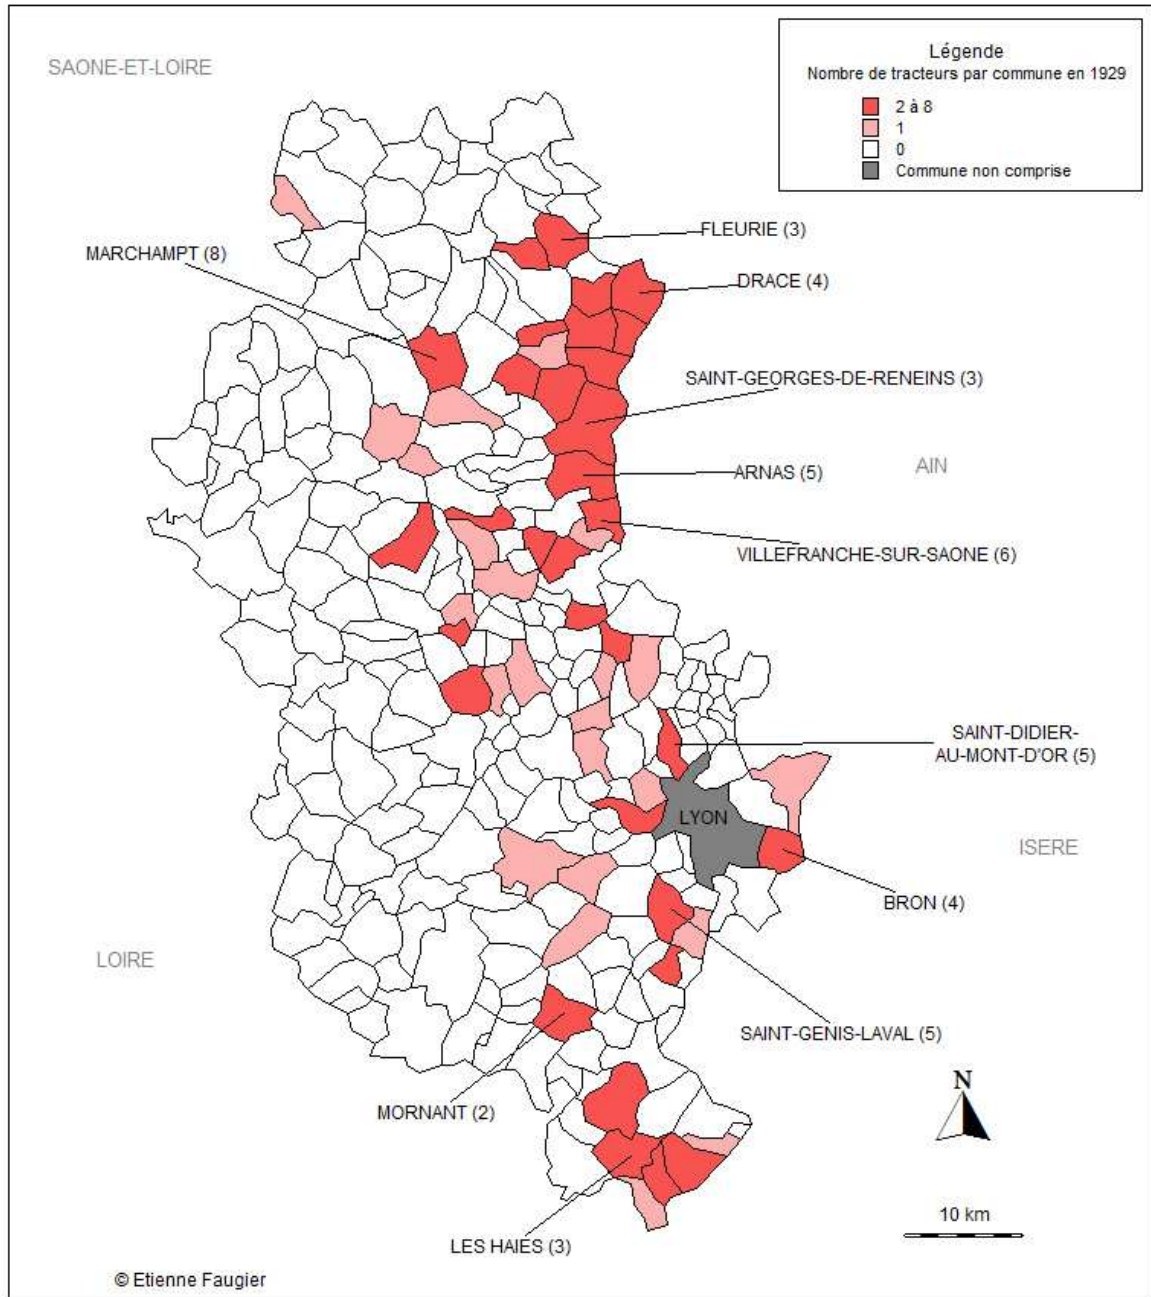 SAONE-ET-LOIRE
Légende
Nombre de tracteurs par commune en 1929
2 à 8
1
0
Commune non comprise
FLEURIE (3)
MARCHAMPT (8)
DRACE (4)
SAINT-GEORGES-DE-RENEINS (3)
AIN
ARNAS (5)
VILLEFRANCHE-SUR-SAONE (6)
SAINT-DIDIER-
AU-MONT-D'OR (5)
LYON
ISERE
BRON (4)
LOIRE
SAINT-GENIS-LAVAL (5)
N
MORNANT (2)
10 km
LES HAIES (3)
© Etienne Faugier